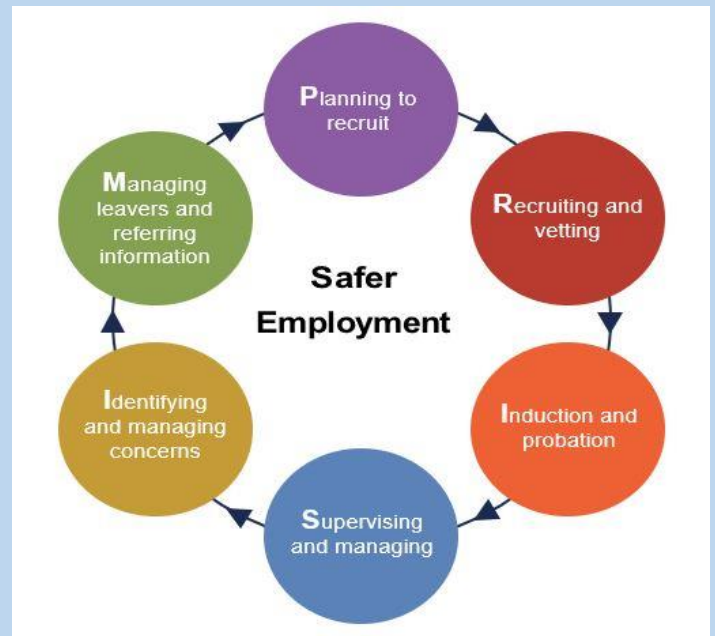 Planning to
recruit
Recruiting and
vetting
Induction and
probation
Supervising
and managing
Identifying
and managing
concerns
Managing
leavers and
referring
information
Safer
Employment